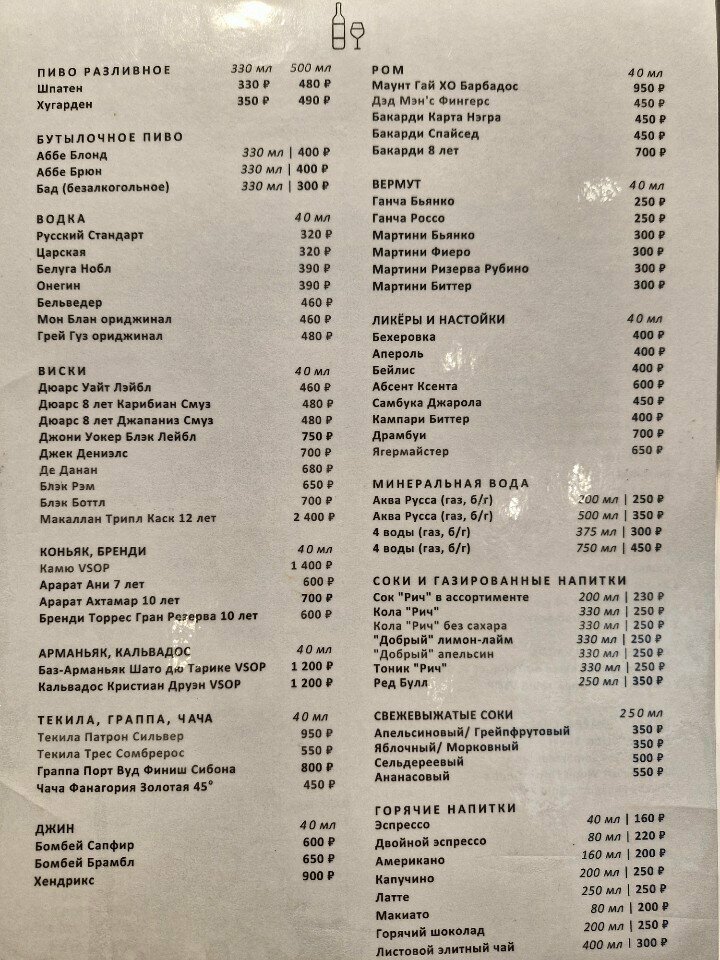 ПИВО РАЗЛИВНОЕ 330 мл 500 мл
Шпатен 330 ₽ 480 ₽
Хугарден 350 ₽ 490 ₽
БУТЫЛОЧНОЕ ПИВО
Аббе Блонд 330 мл | 400 ₽
Аббе Брюн 330 мл | 400 ₽
Бад (безалкогольное) 330 мл | 300 ₽
ВОДКА 40 мл
Русский Стандарт 320 ₽
Царская 320 ₽
Белуга Нобл 390 ₽
Онегин 390 ₽
Бельведер 460 ₽
Мон Блан ориджинал 460 ₽
Грей Гуз ориджинал 480 ₽
ВИСКИ 40 мл
Дюарс Уайт Лэйбл 460 ₽
Дюарс 8 лет Карибиан Смуз 480 ₽
Дюарс 8 лет Джапаниз Смуз 480 ₽
Джони Уокер Блэк Лейбл 750 ₽
Джек Дениэлс 700 ₽
Де Данан 680 ₽
Блэк Рэм 650 ₽
Блэк Боттл 700 ₽
Макаллан Трипл Каск 12 лет 2 400 ₽
КОНЬЯК, БРЕНДИ 40 мл
Камю VSOP 1 400 ₽
Арарат Ани 7 лет 600 ₽
Арарат Ахтамар 10 лет 700 ₽
Бренди Торрес Гран Резерва 10 лет 600 ₽
АРМАНЬЯК, КАЛЬВАДОС 40 мл
Баз-Арманьяк Шато дю Тарике VSOP 1 200 ₽
Кальвадос Кристиан Друэн VSOP 1 200 ₽
ТЕКИЛА, ГРАППА, ЧАЧА 40 мл
Текила Патрон Сильвер 950 ₽
Текила Трес Сомбрерос 550 ₽
Граппа Порт Вуд Финиш Сибона 800 ₽
Чача Фанагория Золотая 45° 450 ₽
ДЖИН 40 мл
Бомбей Сапфир 600 ₽
Бомбей Брамбл 650 ₽
Хендрикс 900 ₽
РОМ 40 мл
Маунт Гай ХО Барбадос 950 ₽
Дэд Мэн'с Фингерс 450 ₽
Бакарди Карта Нэгра 450 ₽
Бакарди Спайсед 450 ₽
Бакарди 8 лет 700 ₽
ВЕРМУТ 40 мл
Ганча Бьянко 250 ₽
Ганча Россо 250 ₽
Мартини Бьянко 300 ₽
Мартини Фиеро 300 ₽
Мартини Ризерва Рубино 300 ₽
Мартини Биттер 300 ₽
ЛИКЁРЫ И НАСТОЙКИ 40 мл
Бехеровка 400 ₽
Апероль 400 ₽
Бейлис 400 ₽
Абсент Ксента 600 ₽
Самбука Джарола 450 ₽
Кампари Биттер 400 ₽
Драмбуи 700 ₽
Ягермайстер 650 ₽
МИНЕРАЛЬНАЯ ВОДА
Аква Русса (газ, б/г) 200 мл | 250 ₽
Аква Русса (газ, б/г) 500 мл | 350 ₽
4 воды (газ, б/г) 375 мл | 300 ₽
4 воды (газ, б/г) 750 мл | 450 ₽
СОКИ И ГАЗИРОВАННЫЕ НАПИТКИ
Сок "Рич" в ассортименте 200 мл | 230 ₽
Кола "Рич" 330 мл | 250 ₽
Кола "Рич" без сахара 330 мл | 250 ₽
"Добрый" лимон-лайм 330 мл | 250 ₽
"Добрый" апельсин 330 мл | 250 ₽
Тоник "Рич" 330 мл | 250 ₽
Ред Булл 250 мл | 350 ₽
СВЕЖЕВЫЖАТЫЕ СОКИ 250 мл
Апельсиновый/ Грейпфрутовый 350 ₽
Яблочный/ Морковный 350 ₽
Сельдереевый 500 ₽
Ананасовый 550 ₽
ГОРЯЧИЕ НАПИТКИ
Эспрессо 40 мл | 160 ₽
Двойной эспрессо 80 мл | 220 ₽
Американо 160 мл | 200 ₽
Капучино 200 мл | 250 ₽
Латте 250 мл | 250 ₽
Макиато 80 мл | 200 ₽
Горячий шоколад 200 мл | 250 ₽
Листовой элитный чай 400 мл | 300 ₽